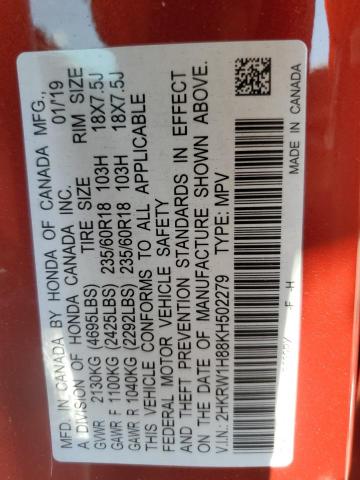 MFD. IN CANADA BY HONDA OF CANADA MFG.,
A DIVISION OF HONDA CANADA INC. 01/19
TIRE SIZE RIM SIZE
GVWR 2130KG (4695LBS)
GAWR F 1100KG (2425LBS) 235/60R18 103H 18X7.5J
GAWR R 1040KG (2292LBS) 235/60R18 103H 18X7.5J
THIS VEHICLE CONFORMS TO ALL APPLICABLE
FEDERAL MOTOR VEHICLE SAFETY
AND THEFT PREVENTION STANDARDS IN EFFECT
ON THE DATE OF MANUFACTURE SHOWN ABOVE.
V.I.N: 2HKRW1H88KH502279 TYPE: MPV
-F -H
MADE IN CANADA